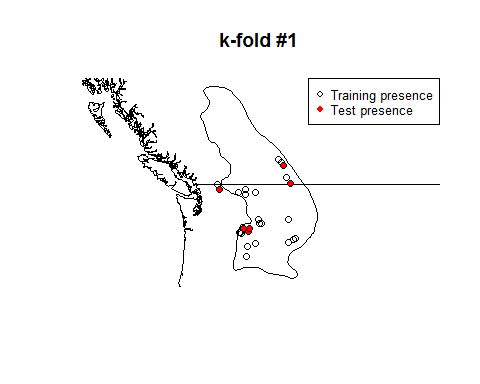 k-fold #1
Training presence
Test presence